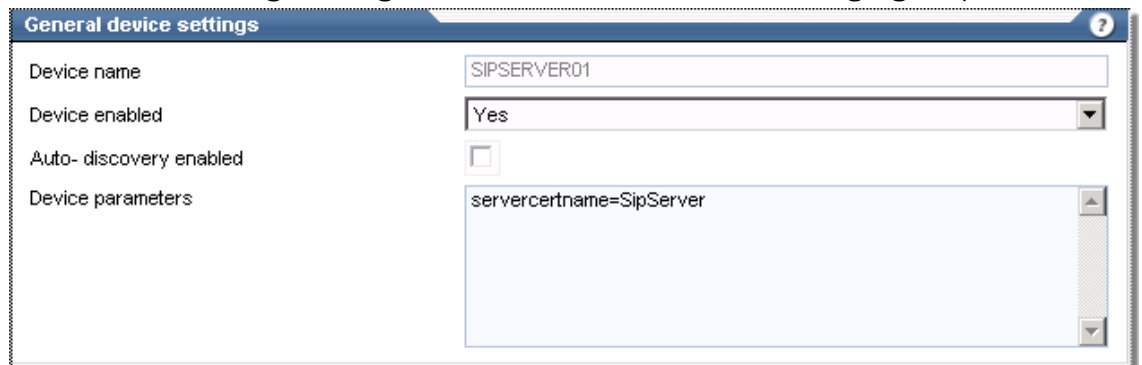 General device settings
?
Device name SIPSERVER01
Device enabled Yes
Auto- discovery enabled
Device parameters servercertname=SipServer